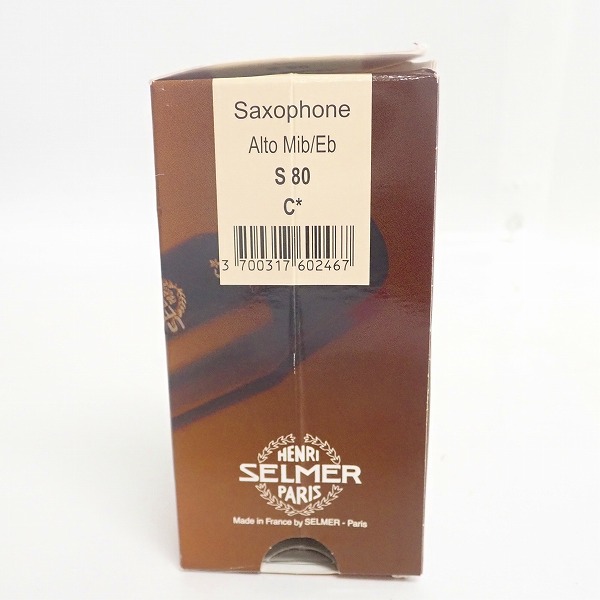 Saxophone
Alto Mib/Eb
S 80
C*
3 700317 602467
HENRI
SELMER
PARIS
Made in France by SELMER - Paris